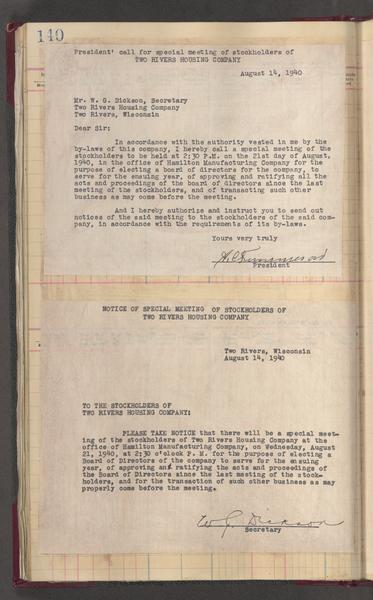 140
President' call for special meeting of stockholders of
TWO RIVERS HOUSING COMPANY
August 14, 1940
Mr. W. G. Dickson, Secretary
Two Rivers Housing Company
Two Rivers, Wisconsin
Dear Sir:
In accordance with the authority vested in me by the
by-laws of this company, I hereby call a special meeting of the
stockholders to be held at 2:30 P.M. on the 21st day of August,
1940, in the office of Hamilton Manufacturing Company for the
purpose of electing a board of directors for the company, to
serve for the ensuing year, of approving and ratifying all the
acts and proceedings of the board of directors since the last
meeting of the stockholders, and of transacting such other
business as may come before the meeting.
And I hereby authorize and instruct you to send out
notices of the said meeting to the stockholders of the said com-
pany, in accordance with the requirements of its by-laws.
Yours very truly
President
NOTICE OF SPECIAL MEETING OF STOCKHOLDERS OF
TWO RIVERS HOUSING COMPANY
Two Rivers, Wisconsin
August 14, 1940
TO THE STOCKHOLDERS OF
TWO RIVERS HOUSING COMPANY:
PLEASE TAKE NOTICE that there will be a special meet-
ing of the stockholders of Two Rivers Housing Company at the
office of Hamilton Manufacturing Company, on Wednesday, August
21, 1940, at 2:30 o'clock P. M. for the purpose of electing a
Board of Directors of the company to serve for the ensuing
year, of approving and ratifying the acts and proceedings of
the Board of Directors since the last meeting of the stock-
holders, and for the transaction of such other business as may
properly come before the meeting.
W. G. Dickson
Secretary